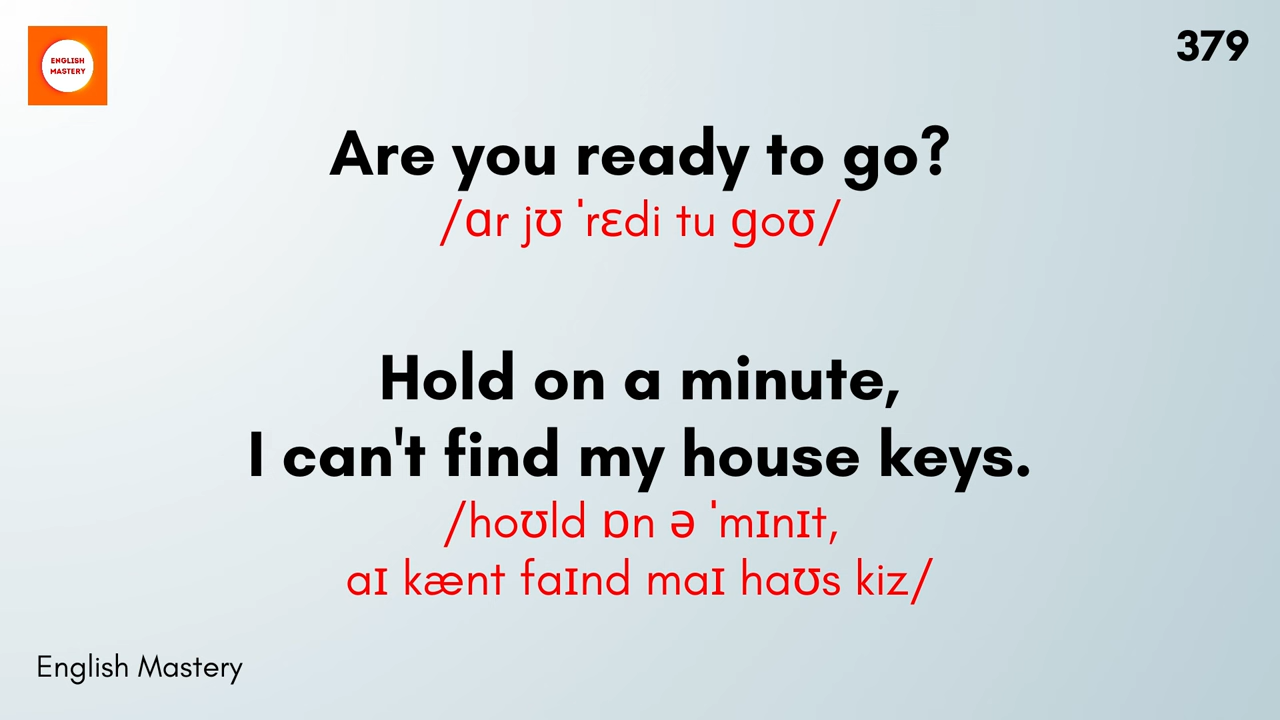 ENGLISH
MASTERY
379
Are you ready to go?
/ɑr jʊ ˈrɛdi tu ɡoʊ/
Hold on a minute,
I can't find my house keys.
/hoʊld ɒn ə ˈmɪnɪt,
aɪ kænt faɪnd maɪ haʊs kiz/
English Mastery